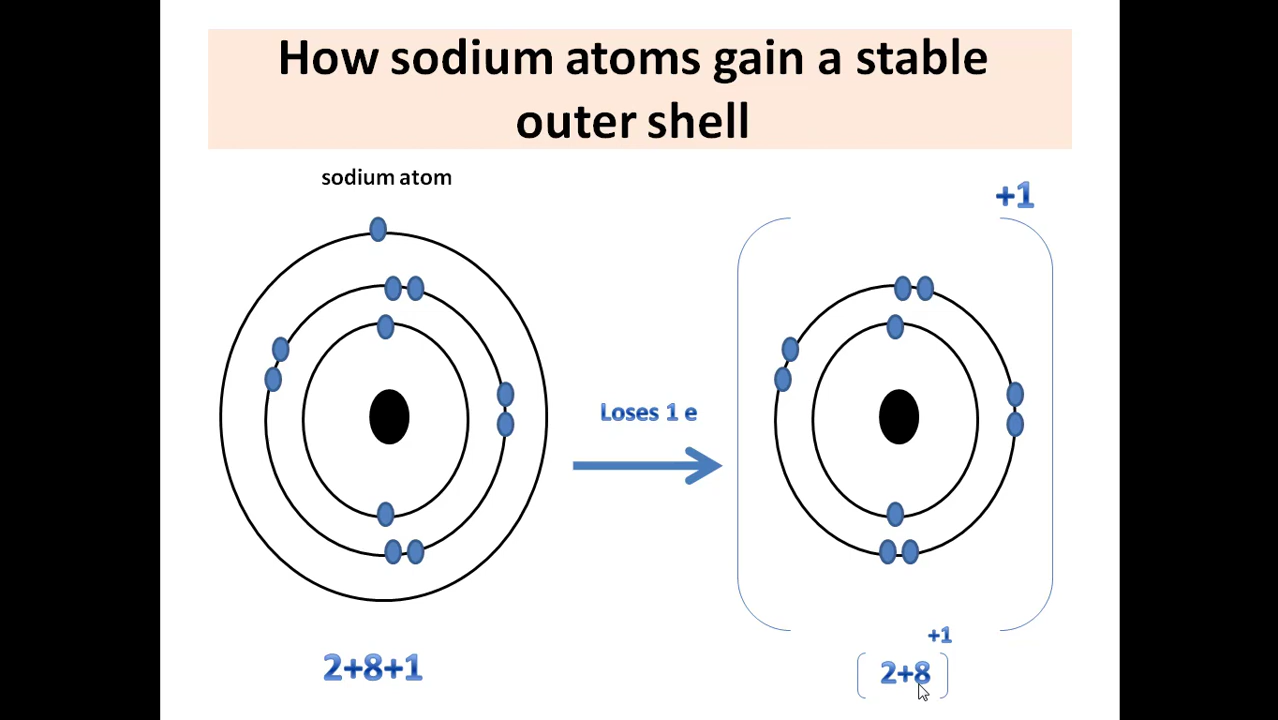 How sodium atoms gain a stable
outer shell
sodium atom
+1
Loses 1 e
2+8+1
+1
2+8